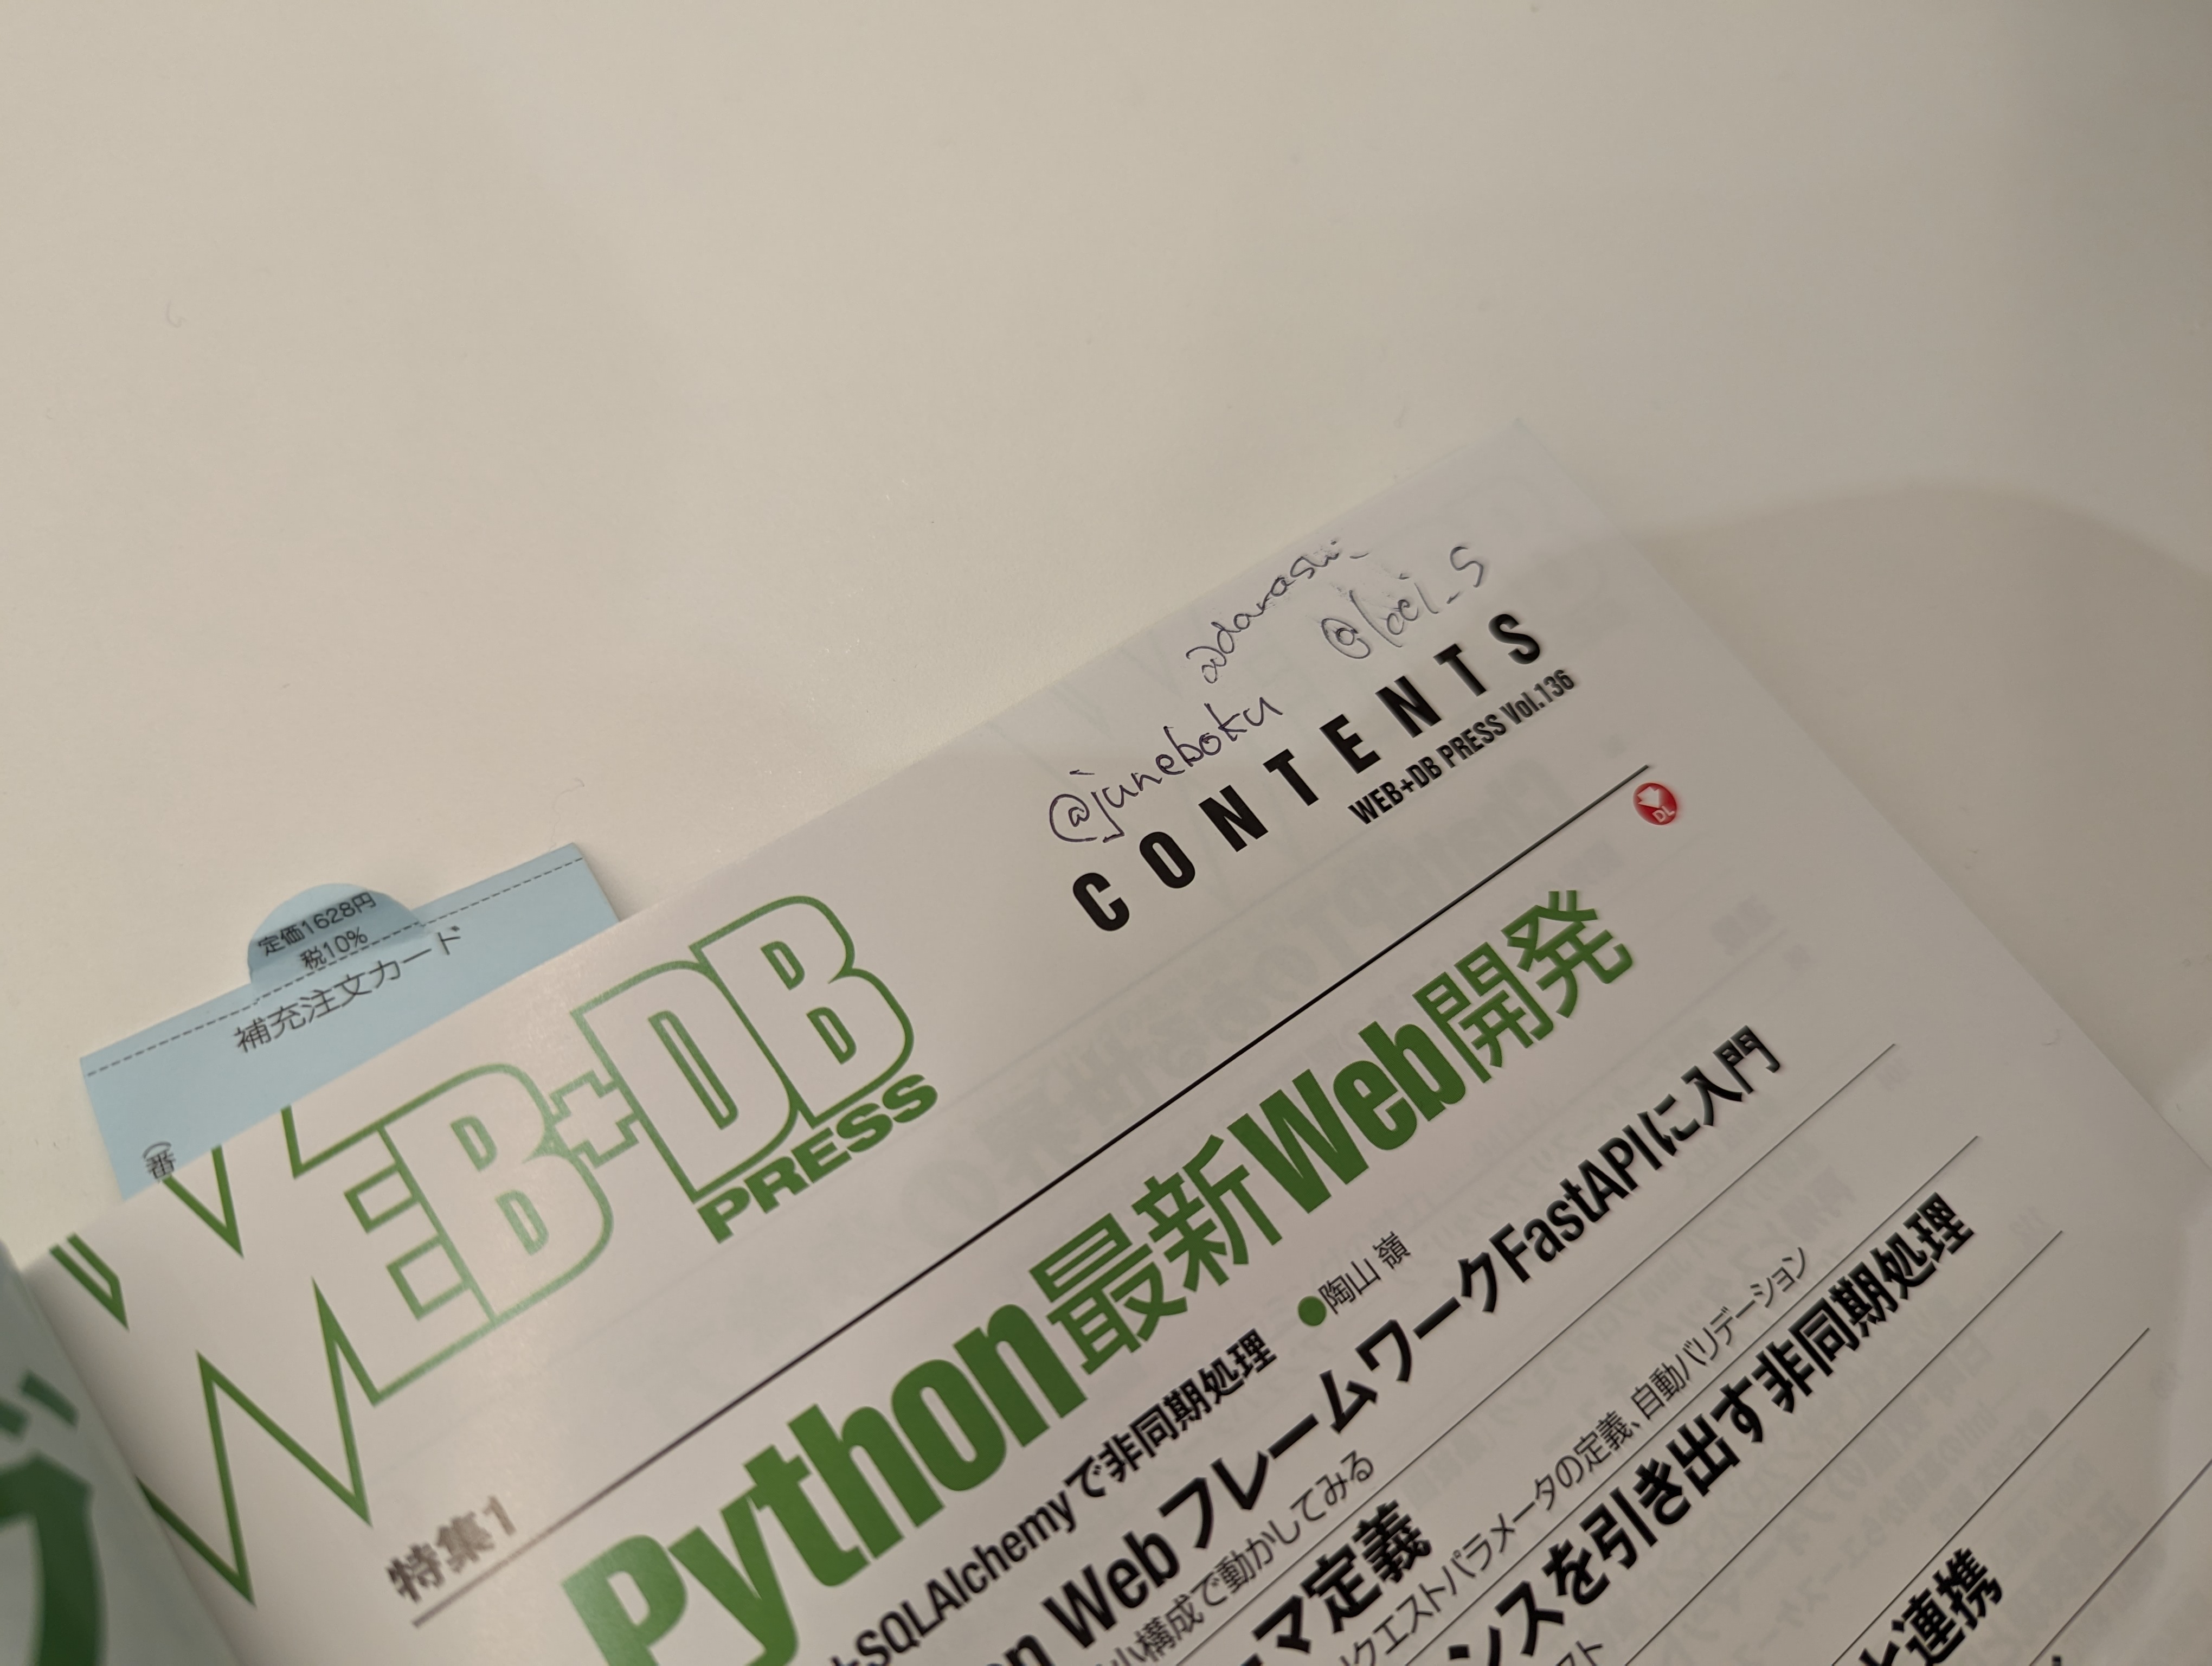 @juneboku
CONTENTS
WEB+DB PRESS Vol.136
定価1628円
税10%
補充注文カード
(番
WEB+DB
PRESS
DL
特集1
Python最新Web開発
SQLAlchemyで非同期処理 ●陶山 嶺
Webフレームワーク FastAPIに入門
小構成で動かしてみる
マ定義
クエストパラメータの定義、自動バリデーション
ンスを引き出す非同期処理
スト
と連携